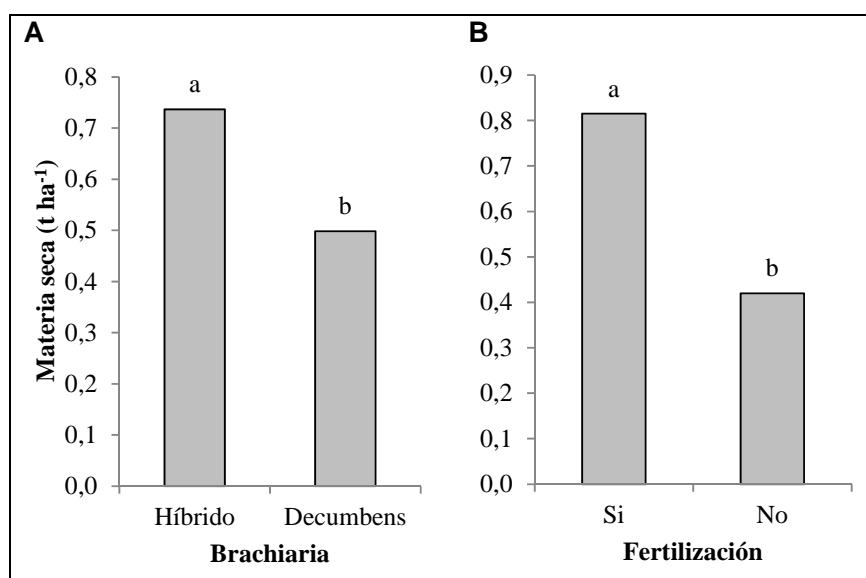 A
Materia seca (t ha⁻¹)
0,8
0,7
0,6
0,5
0,4
0,3
0,2
0,1
0,0
a
b
Híbrido Decumbens
Brachiaria
B
0,9
0,8
0,7
0,6
0,5
0,4
0,3
0,2
0,1
0,0
a
b
Si No
Fertilización